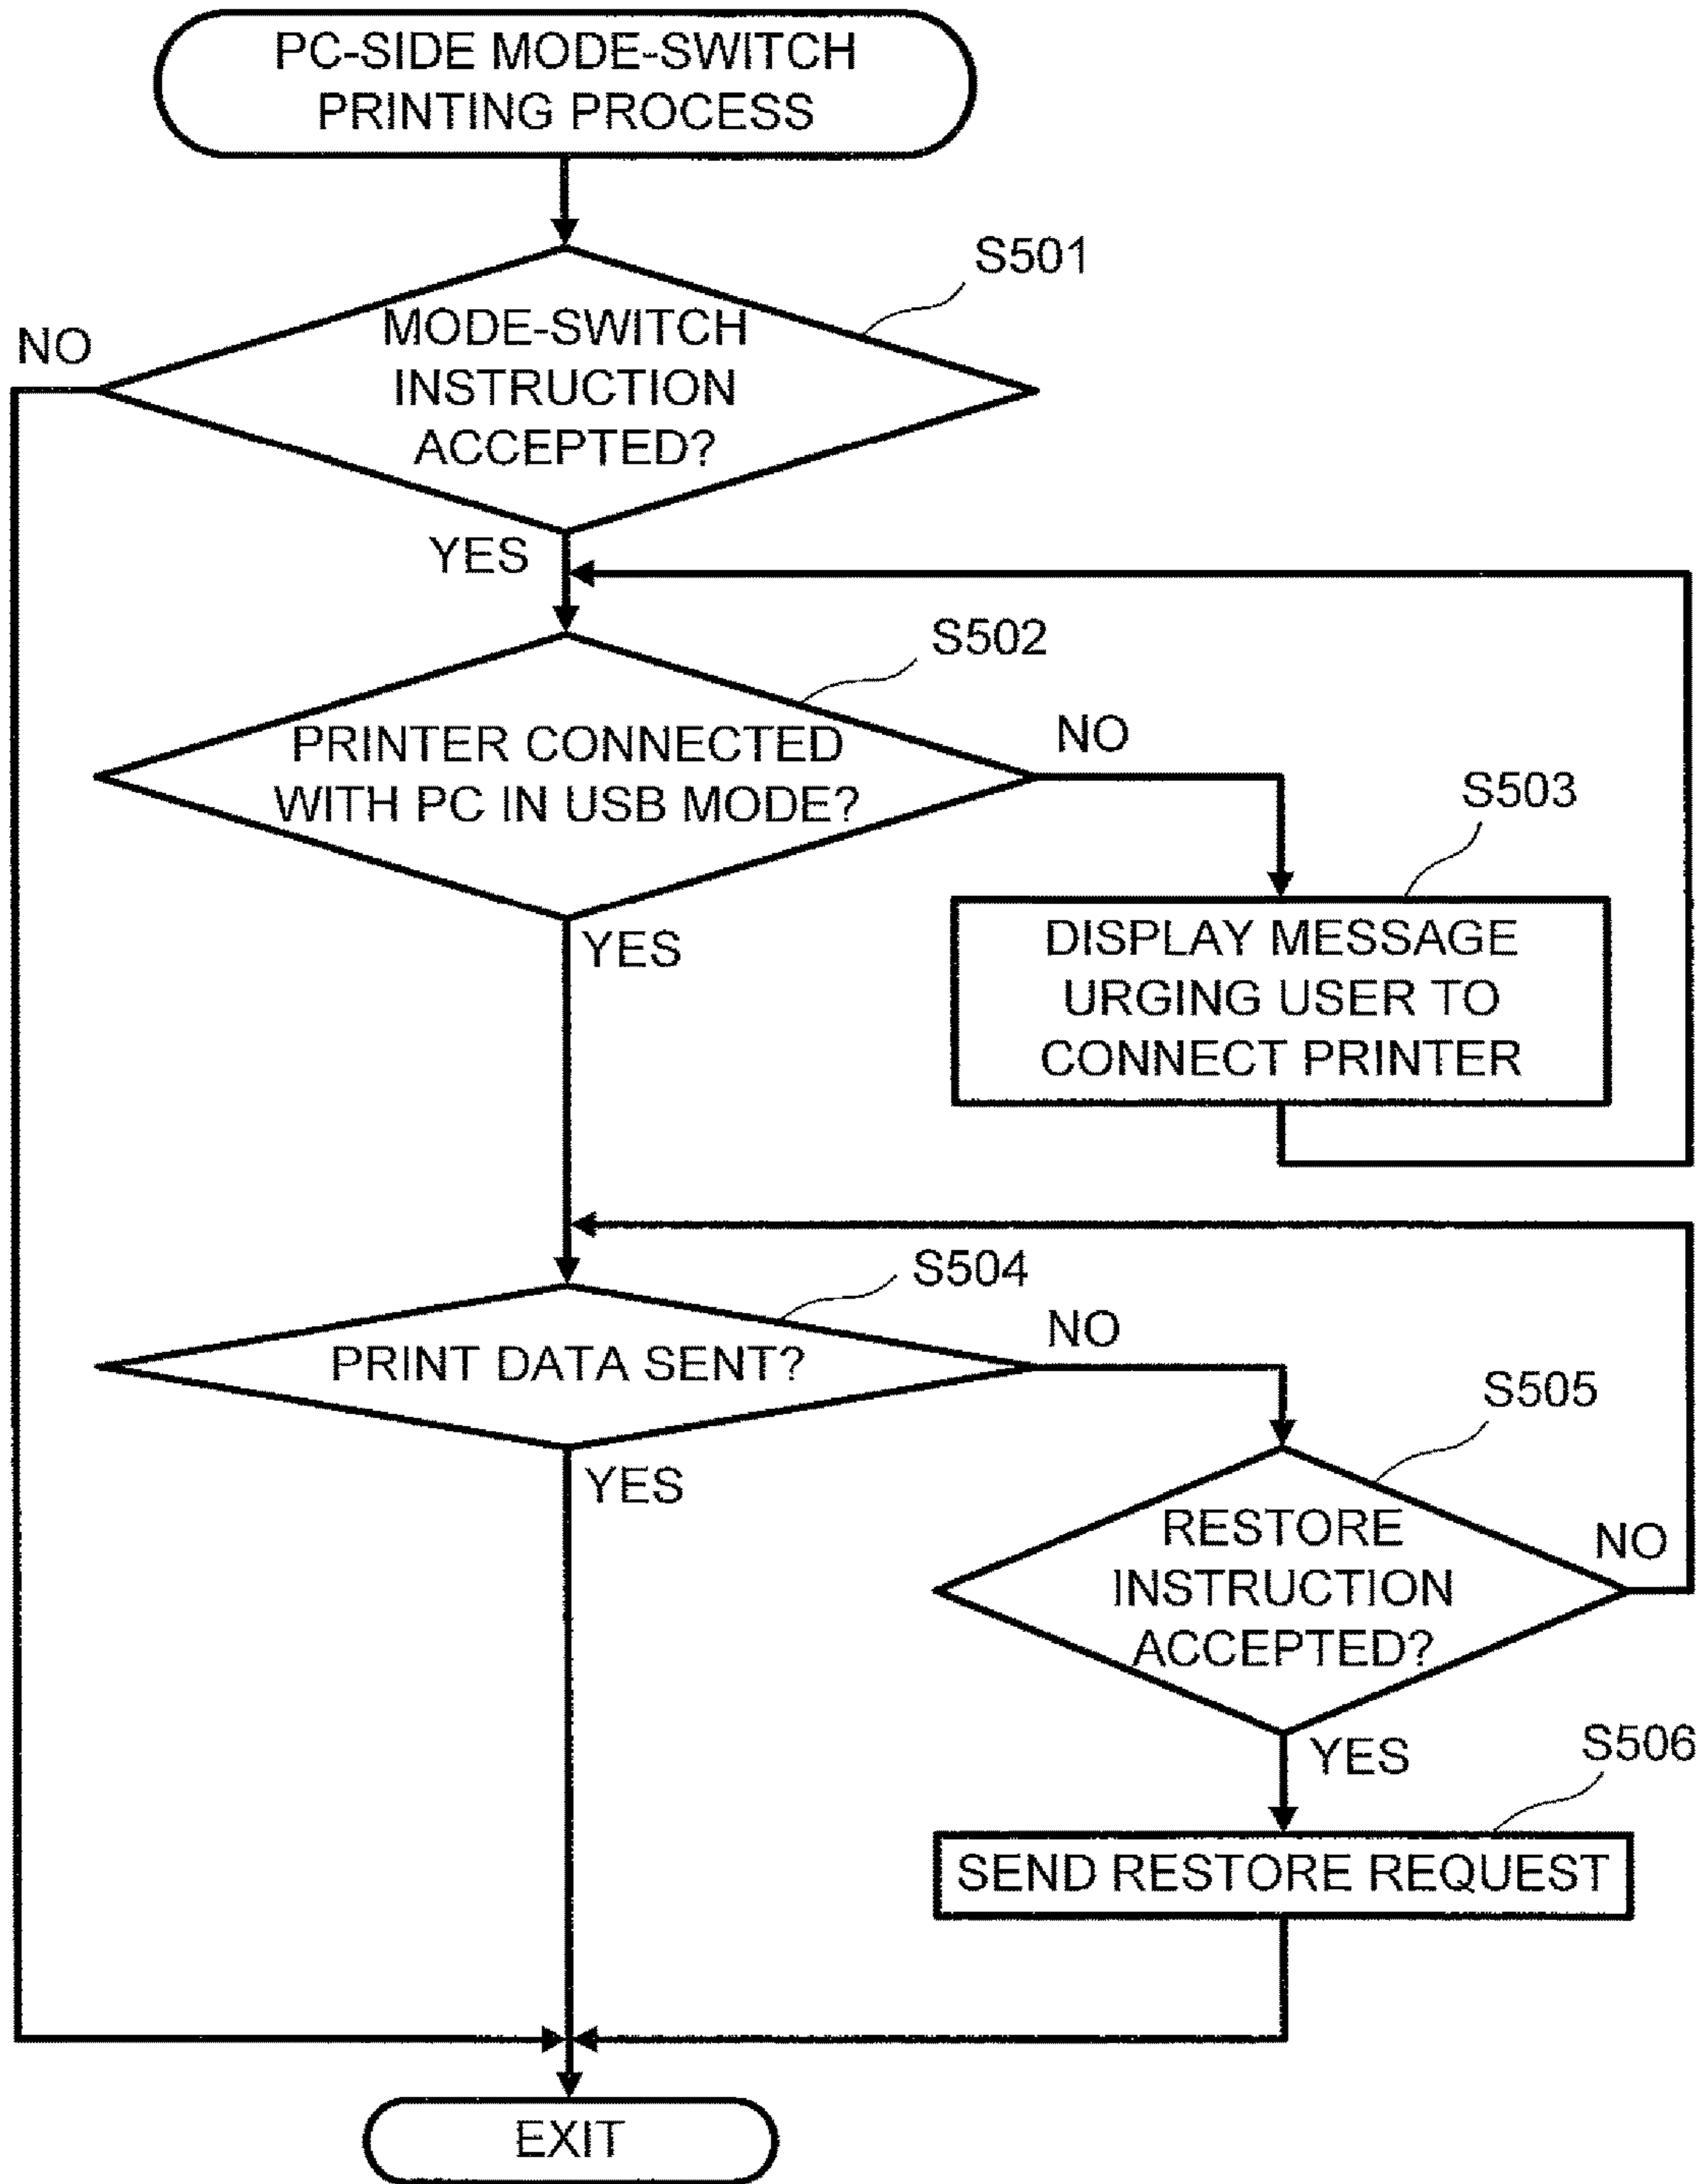 PC-SIDE MODE-SWITCH
PRINTING PROCESS
S501
MODE-SWITCH
INSTRUCTION
ACCEPTED?
NO
YES
S502
PRINTER CONNECTED
WITH PC IN USB MODE?
NO
YES
S503
DISPLAY MESSAGE
URGING USER TO
CONNECT PRINTER
S504
PRINT DATA SENT?
NO
YES
S505
RESTORE
INSTRUCTION
ACCEPTED?
NO
YES
S506
SEND RESTORE REQUEST
EXIT